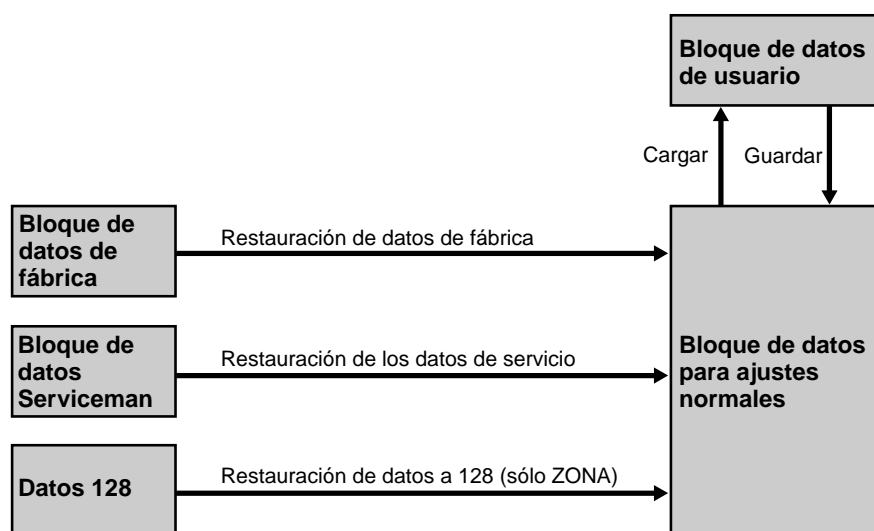 Bloque de datos
de usuario
Cargar
Guardar
Bloque de
datos de
fábrica
Restauración de datos de fábrica
Bloque de
datos
Serviceman
Restauración de los datos de servicio
Bloque de datos
para ajustes
normales
Datos 128
Restauración de datos a 128 (sólo ZONA)